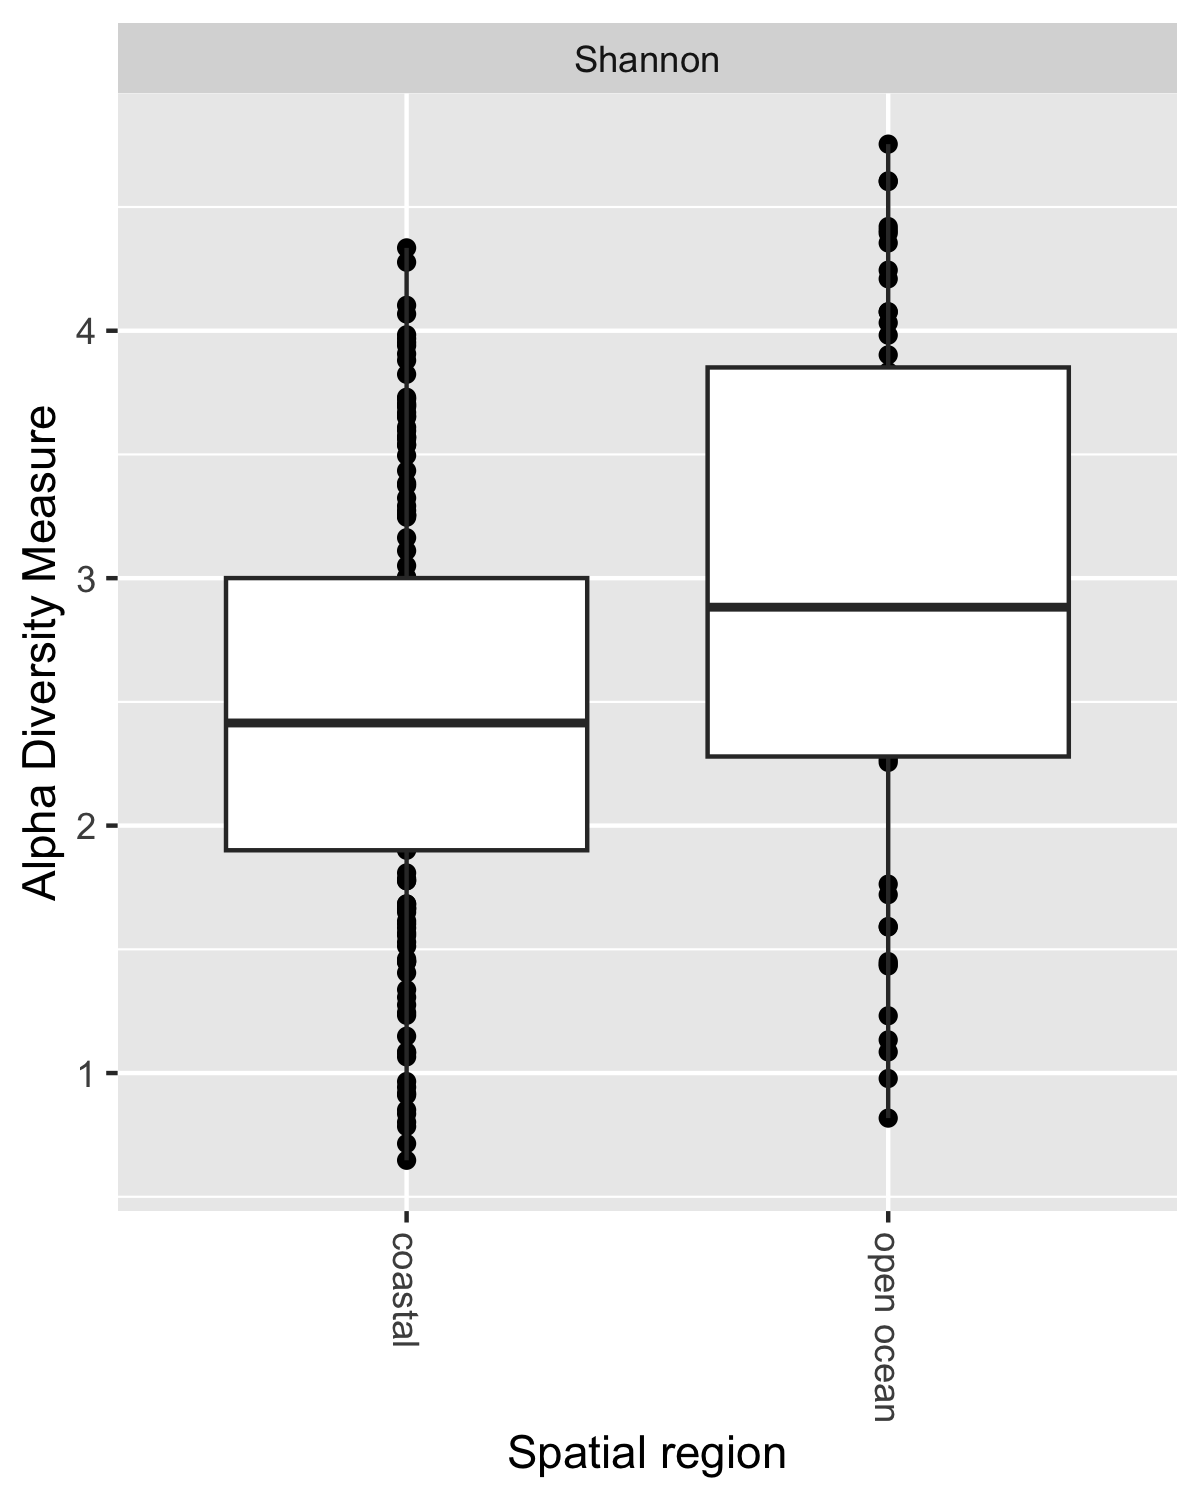 Shannon
Alpha Diversity Measure
4
3
2
1
coastal
open ocean
Spatial region